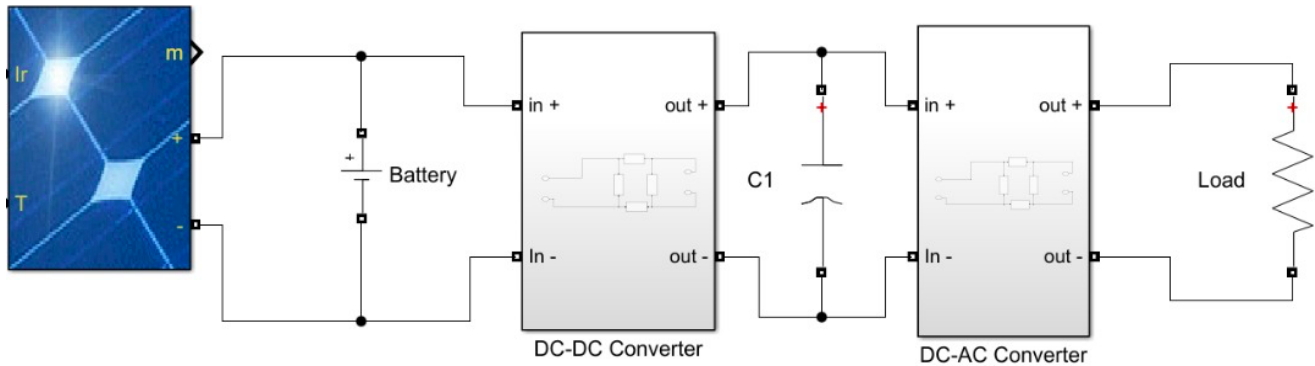 m
Ir
+
T
-
+
Battery
in +
out +
In -
out -
DC-DC Converter
+
C1
in +
out +
In -
out -
DC-AC Converter
+
Load